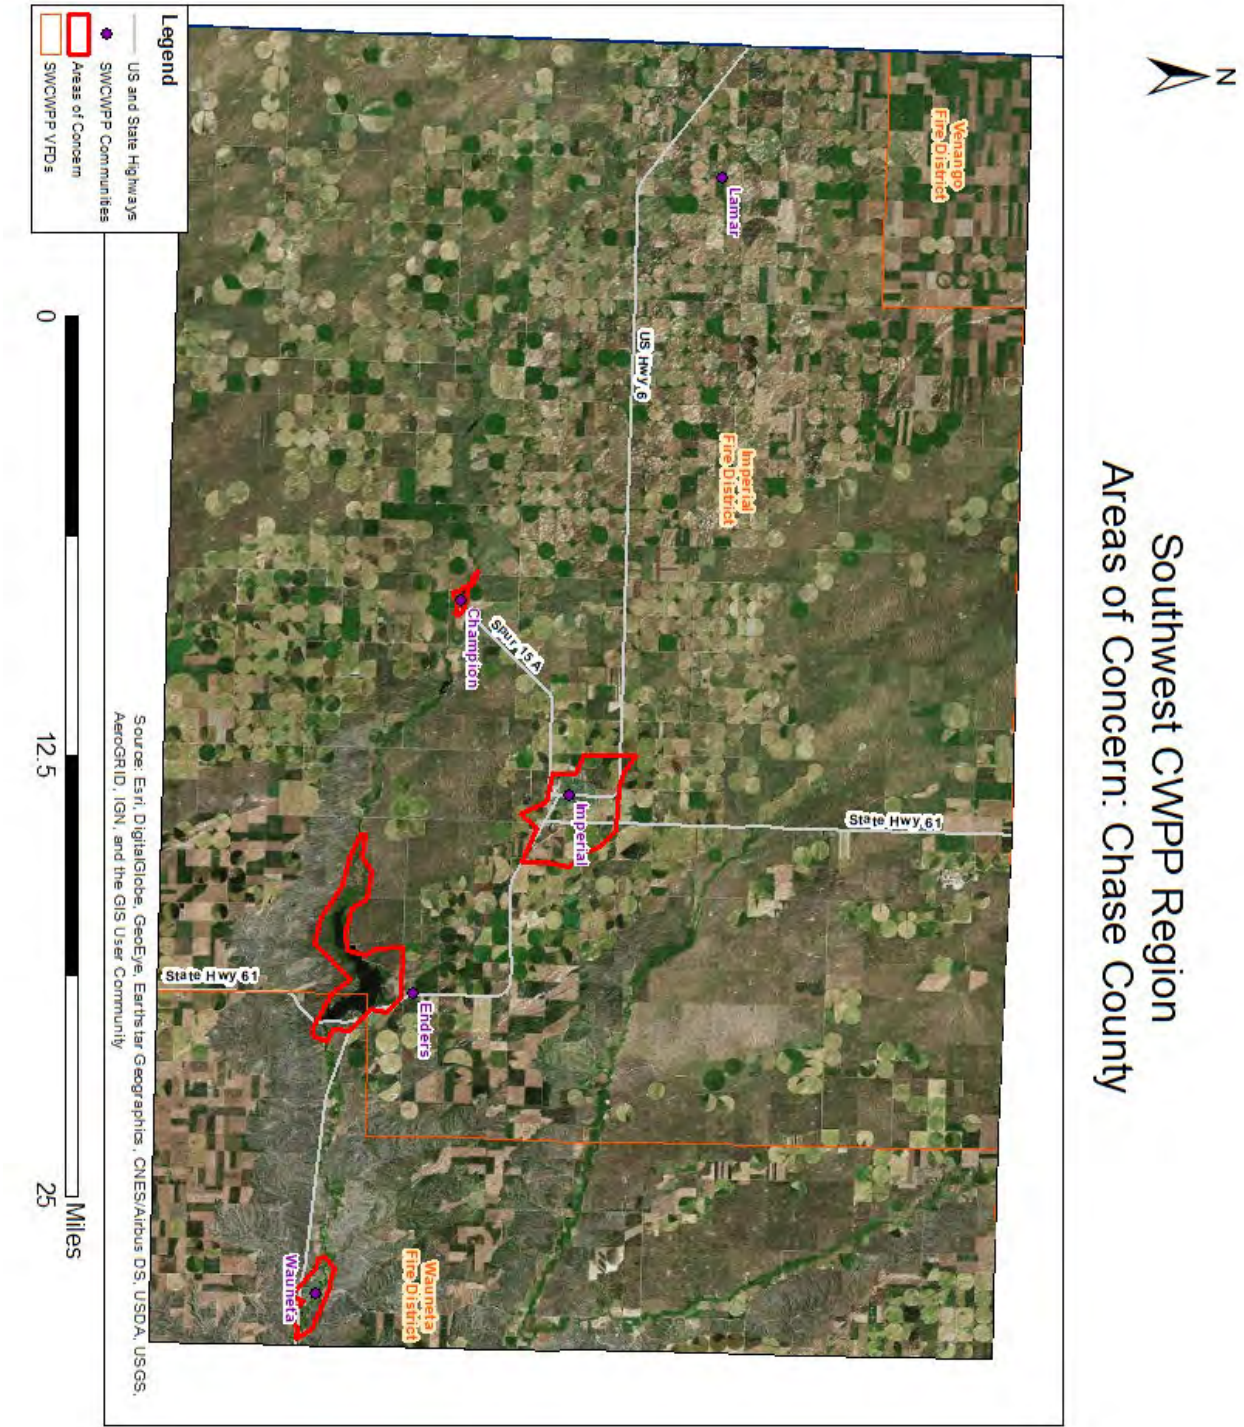 Southwest CWPP Region
Areas of Concern: Chase County
N
Venango
Fire District
Lamar
US Hwy 6
Imperial
Fire District
State Hwy 61
Champion
Spur 15A
Imperial
Enders
State Hwy 61
Wauneta
Fire District
Wauneta
Legend
US and State Highways
SWCWPP Communities
Areas of Concern
SWCWPP VFDs
Source: Esri, DigitalGlobe, GeoEye, Earthstar Geographics, CNES/Airbus DS, USDA, USGS,
AeroGRID, IGN, and the GIS User Community
0 12.5 25
Miles